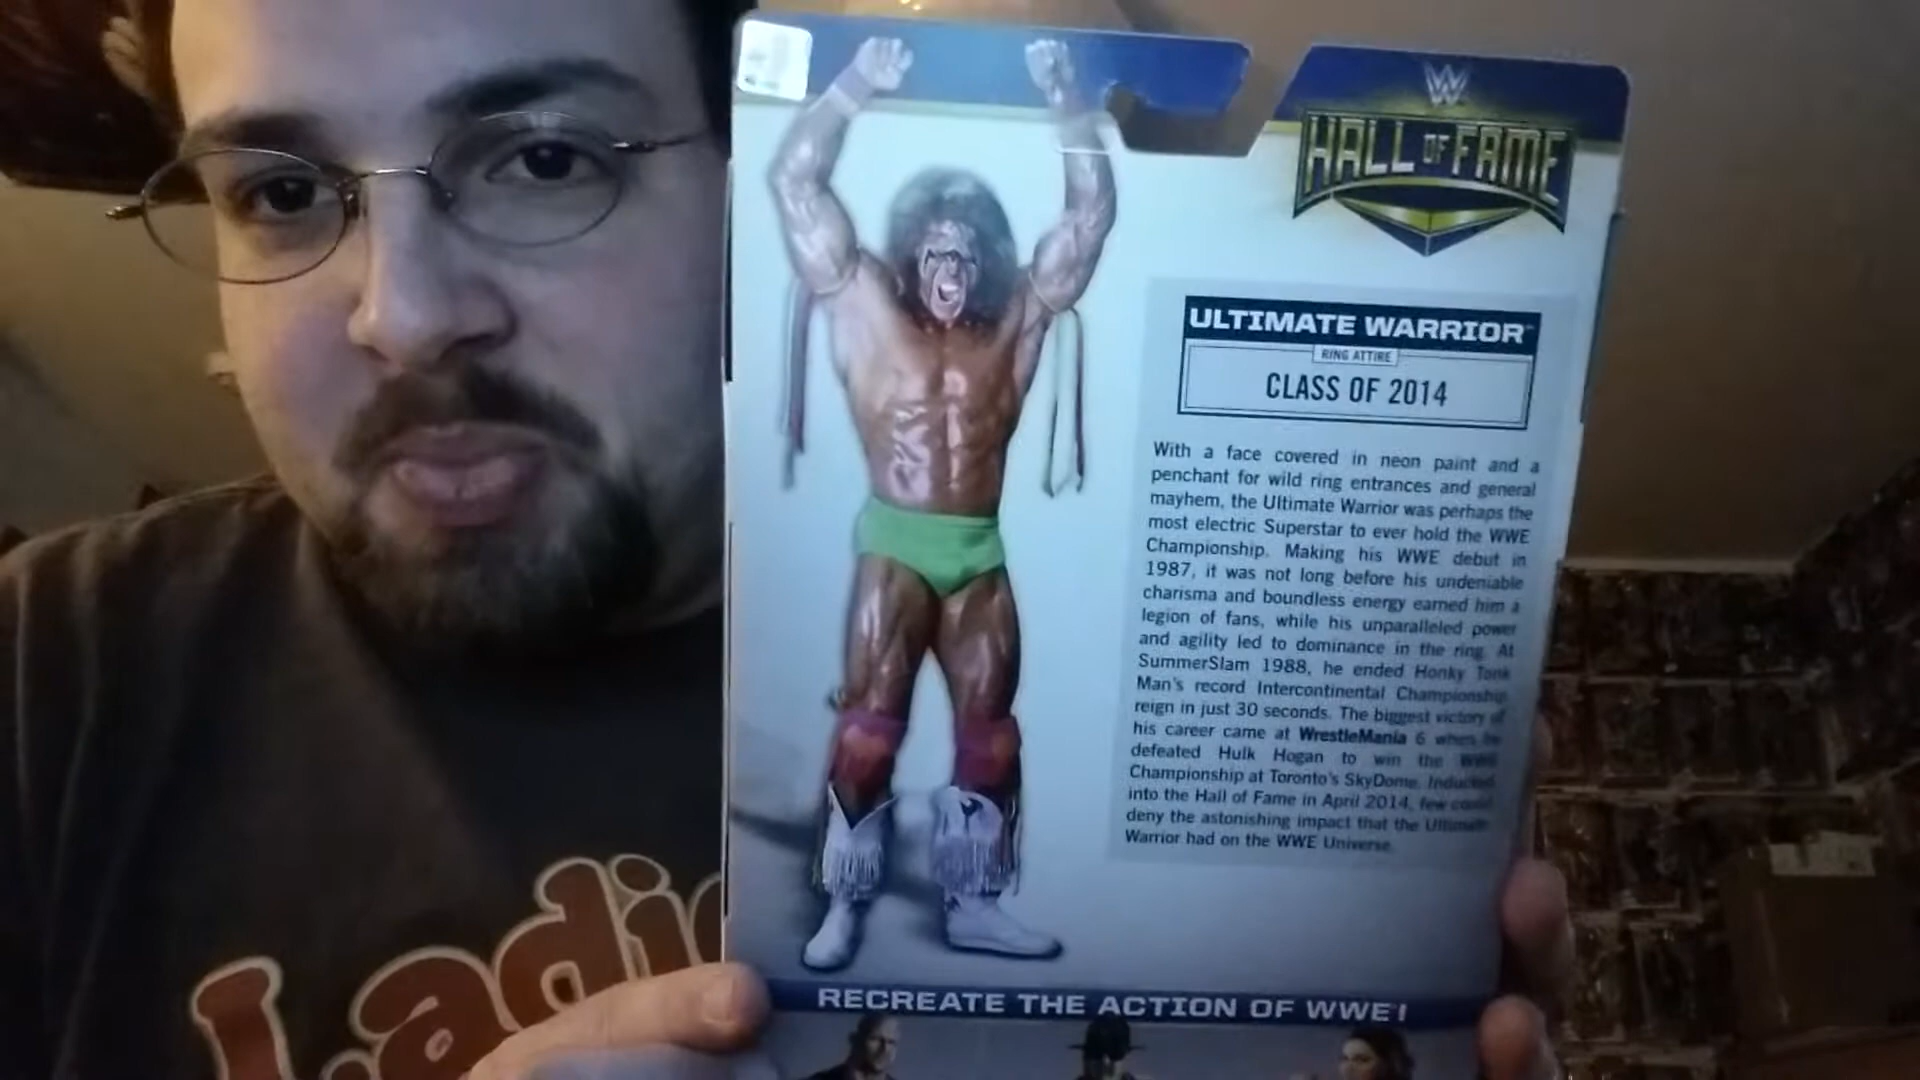 W
HALL OF FAME
ULTIMATE WARRIOR
RING ATTIRE
CLASS OF 2014
With a face covered in neon paint and a
penchant for wild ring entrances and general
mayhem, the Ultimate Warrior was perhaps the
most electric Superstar to ever hold the WWE
Championship. Making his WWE debut in
1987, it was not long before his undeniable
charisma and boundless energy earned him a
legion of fans, while his unparalleled power
and agility led to dominance in the ring. At
SummerSlam 1988, he ended Honky Tonk
Man's record Intercontinental Championship
reign in just 30 seconds. The biggest victory of
his career came at WrestleMania 6 when he
defeated Hulk Hogan to win the WWE
Championship at Toronto's SkyDome. Inducted
into the Hall of Fame in April 2014, few could
deny the astonishing impact that the Ultimate
Warrior had on the WWE Universe.
Ladi
RECREATE THE ACTION OF WWE!